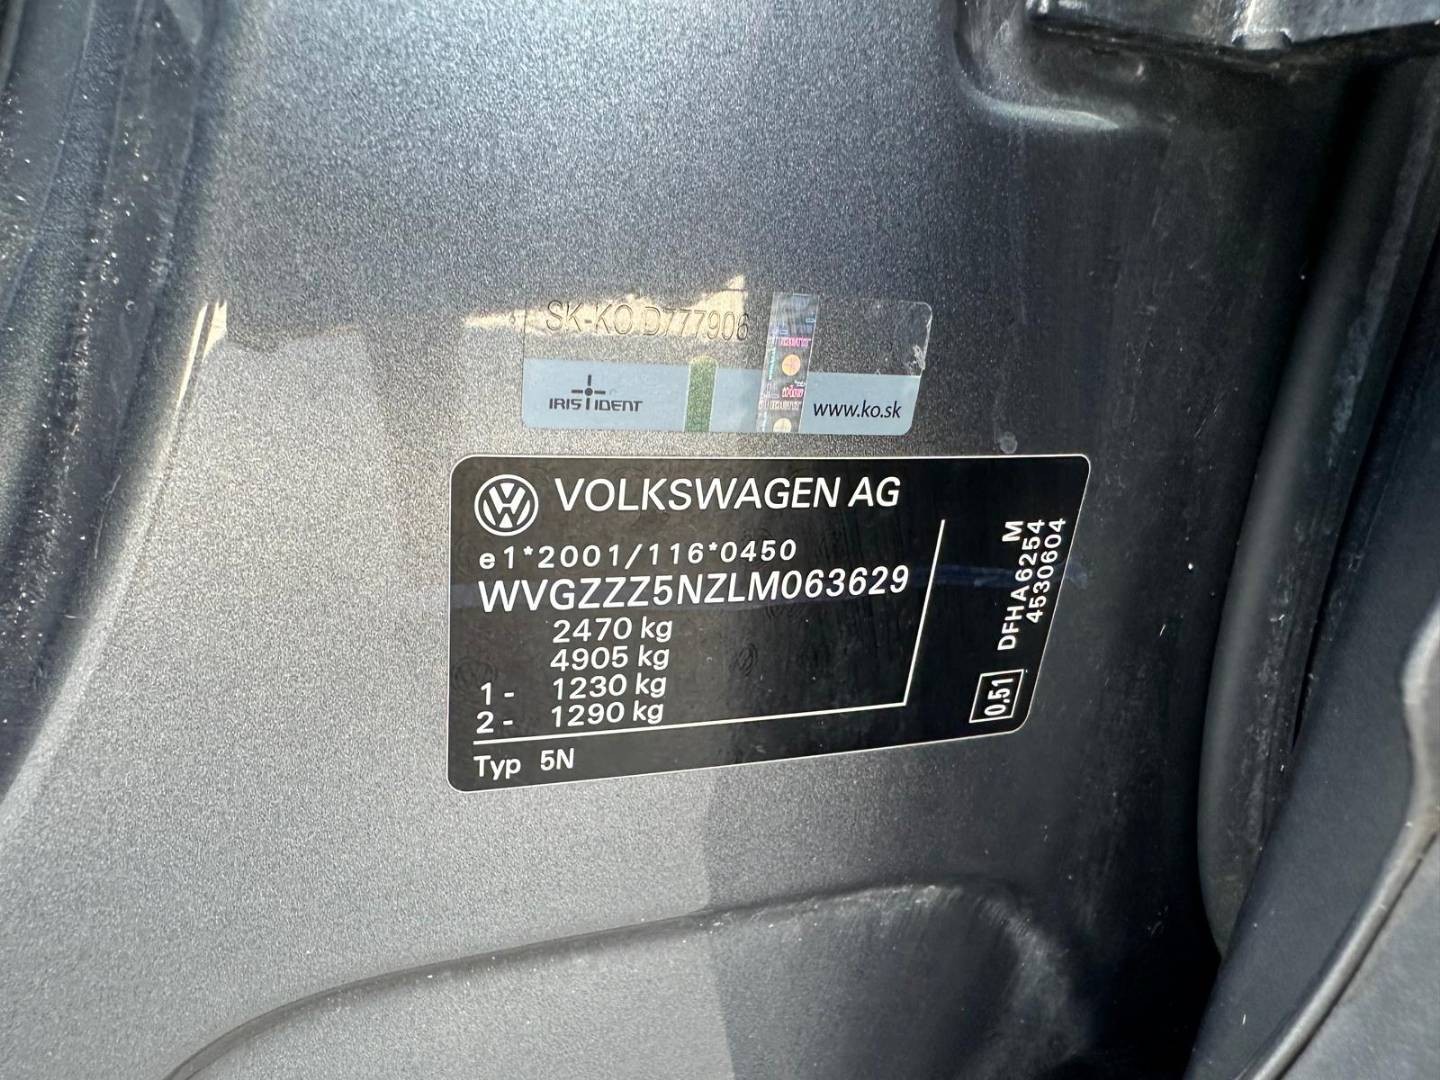 SK-KO D777906
IRIS IDENT
www.ko.sk
VOLKSWAGEN AG
e1*2001/116*0450
WVGZZZ5NZLM063629
2470 kg
4905 kg
1 - 1230 kg
2 - 1290 kg
Typ 5N
M
DFHA6254
4530604
0,51